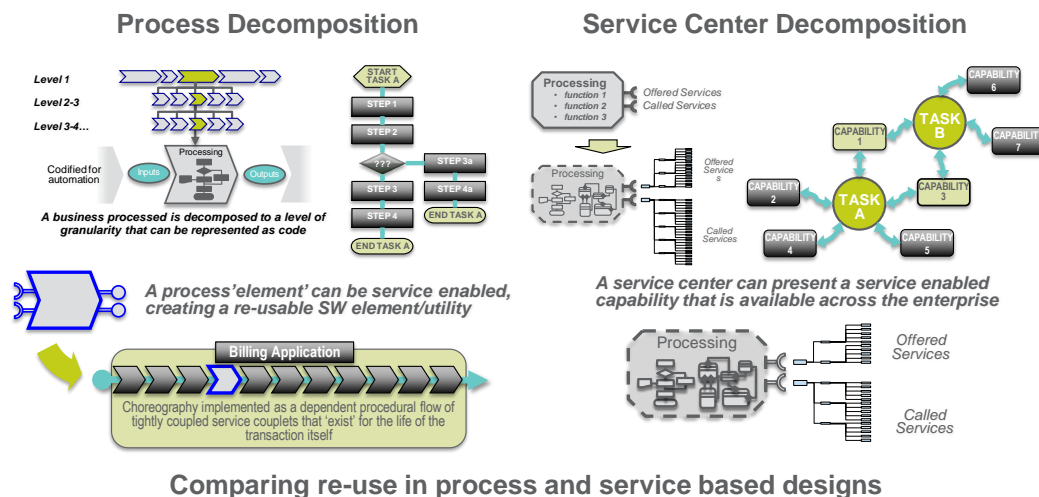 Process Decomposition
Level 1
Level 2-3
Level 3-4…
Codified for
automation
Inputs
Processing
Outputs
A business processed is decomposed to a level of
granularity that can be represented as code
START
TASK A
STEP 1
STEP 2
???
STEP 3a
STEP 3
STEP 4a
STEP 4
END TASK A
END TASK A
A process'element' can be service enabled,
creating a re-usable SW element/utility
Billing Application
Choreography implemented as a dependent procedural flow of
tightly coupled service couplets that 'exist' for the life of the
transaction itself
Service Center Decomposition
Processing
• function 1
• function 2
• function 3
Offered Services
Called Services
Processing
Offered
Service
s
Called
Services
CAPABILITY
6
TASK
B
CAPABILITY
1
CAPABILITY
7
CAPABILITY
2
TASK
A
CAPABILITY
3
CAPABILITY
4
CAPABILITY
5
A service center can present a service enabled
capability that is available across the enterprise
Processing
Offered
Services
Called
Services
Comparing re-use in process and service based designs